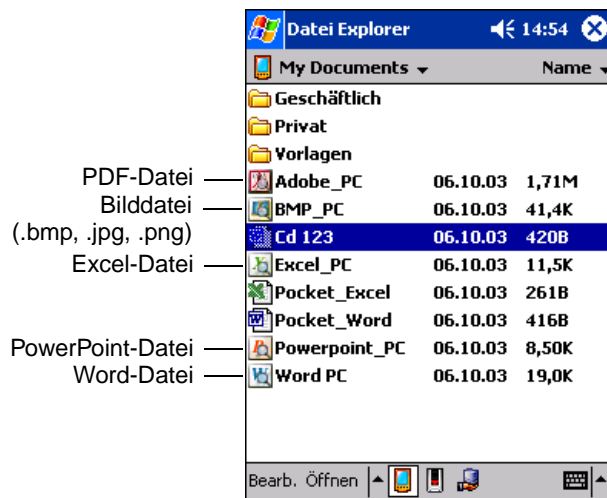 Datei Explorer 14:54
My Documents Name
Geschäftlich
Privat
Vorlagen
PDF-Datei Adobe_PC 06.10.03 1,71M
Bilddatei BMP_PC 06.10.03 41,4K
(.bmp, .jpg, .png) Cd 123 06.10.03 420B
Excel-Datei Excel_PC 06.10.03 11,5K
Pocket_Excel 06.10.03 261B
Pocket_Word 06.10.03 416B
PowerPoint-Datei Powerpoint_PC 06.10.03 8,50K
Word-Datei Word PC 06.10.03 19,0K
Bearb. Öffnen